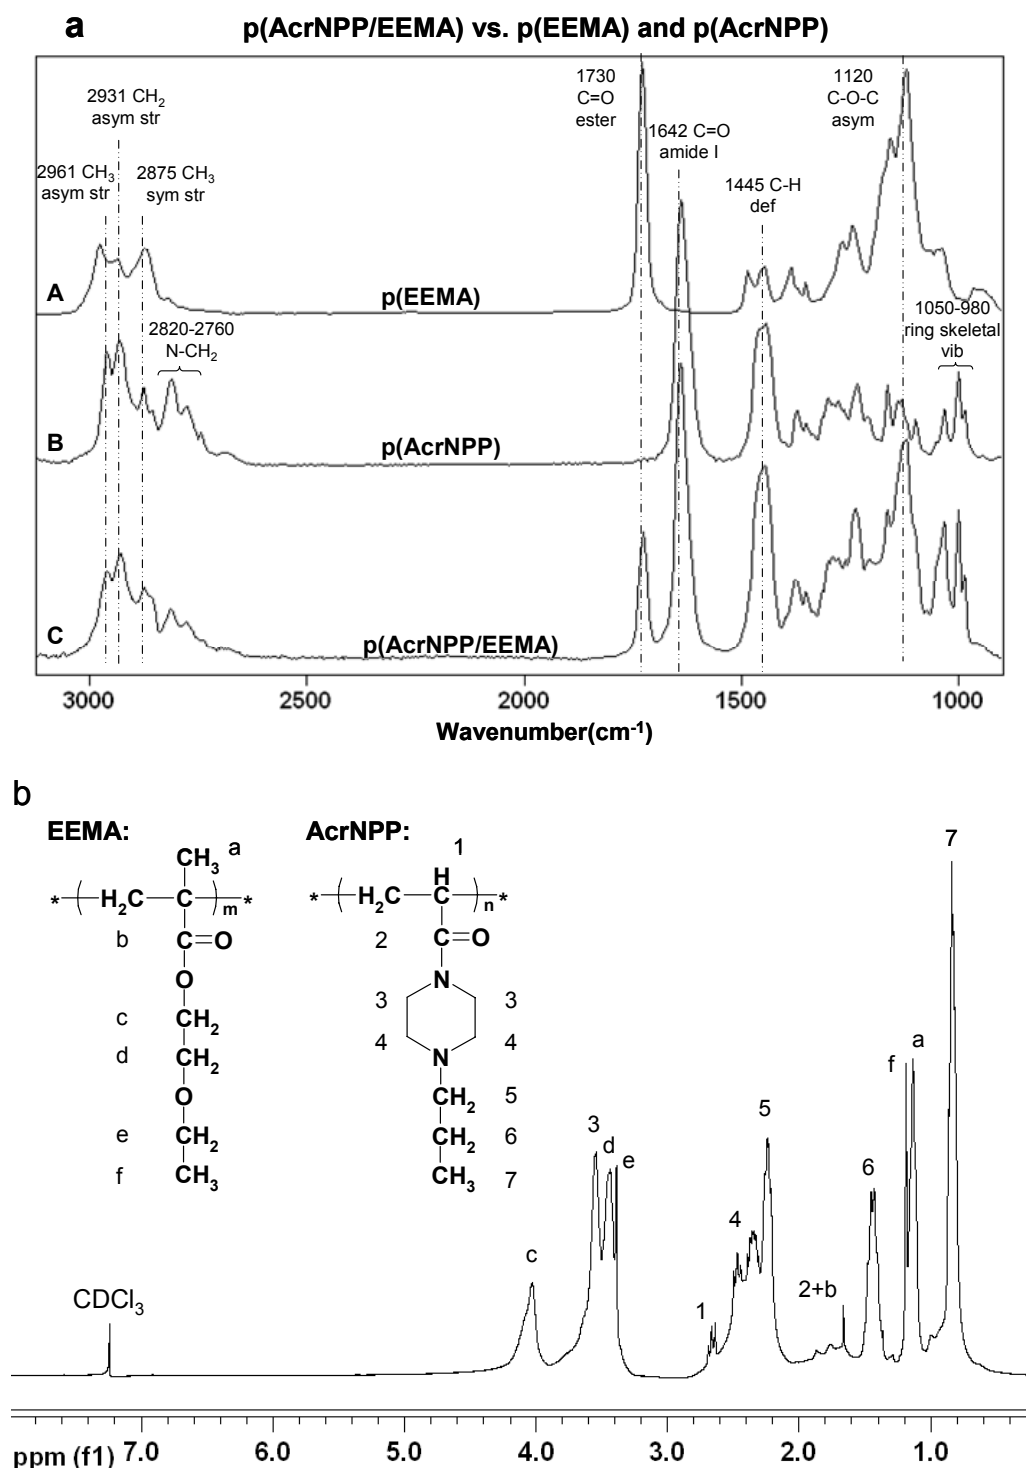 a
p(AcrNPP/EEMA) vs. p(EEMA) and p(AcrNPP)
2931 CH2
asym str
2961 CH3
asym str
2875 CH3
sym str
1730
C=O
ester
1642 C=O
amide I
1445 C-H
def
1120
C-O-C
asym
A
p(EEMA)
2820-2760
N-CH2
1050-980
ring skeletal
vib
B
p(AcrNPP)
C
p(AcrNPP/EEMA)
3000 2500 2000 1500 1000
Wavenumber(cm-1)
b
EEMA:
CH3 a
* ( H2C C ) m *
b C=O
O
c CH2
d CH2
O
e CH2
f CH3
AcrNPP:
1
H
* ( H2C C ) n *
2 C=O
N
3 3
4 4
N
CH2 5
CH2 6
CH3 7
CDCl3
c
3
d
e
1
4
5
2+b
6
f
a
7
ppm (f1) 7.0 6.0 5.0 4.0 3.0 2.0 1.0